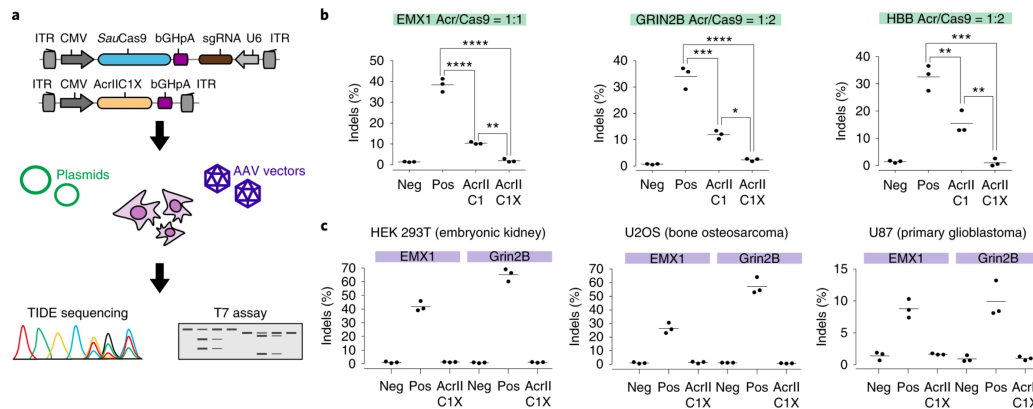 a
ITR CMV SauCas9 bGHpA sgRNA U6 ITR
ITR CMV AcrIIC1X bGHpA ITR
Plasmids
AAV vectors
TIDE sequencing
T7 assay
b
EMX1 Acr/Cas9 = 1:1
Indels (%)
50
40
30
20
10
0
****
****
**
Neg Pos AcrII AcrII
C1 C1X
GRIN2B Acr/Cas9 = 1:2
Indels (%)
40
30
20
10
0
****
***
*
Neg Pos AcrII AcrII
C1 C1X
HBB Acr/Cas9 = 1:2
Indels (%)
40
30
20
10
0
***
**
**
Neg Pos AcrII AcrII
C1 C1X
c
HEK 293T (embryonic kidney)
EMX1 Grin2B
Indels (%)
70
60
50
40
30
20
10
0
Neg Pos AcrII Neg Pos AcrII
C1X C1X
U2OS (bone osteosarcoma)
EMX1 Grin2B
Indels (%)
70
60
50
40
30
20
10
0
Neg Pos AcrII Neg Pos AcrII
C1X C1X
U87 (primary glioblastoma)
EMX1 Grin2B
Indels (%)
15
10
5
0
Neg Pos AcrII Neg Pos AcrII
C1X C1X